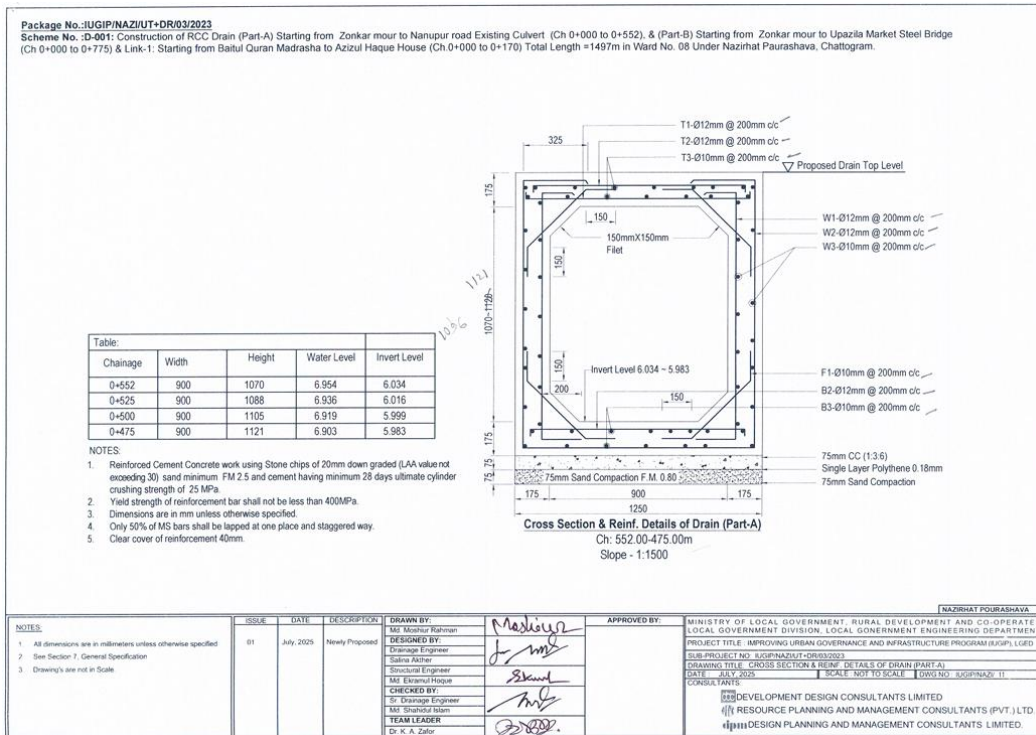 Package No.:IUGIP/NAZI/UT+DR/03/2023
Scheme No. :D-001: Construction of RCC Drain (Part-A) Starting from Zonkar mour to Nanupur road Existing Culvert (Ch 0+000 to 0+552), & (Part-B) Starting from Zonkar mour to Upazila Market Steel Bridge
(Ch 0+000 to 0+775) & Link-1: Starting from Baitul Quran Madrasha to Azizul Haque House (Ch.0+000 to 0+170) Total Length =1497m in Ward No. 08 Under Nazirhat Paurashava, Chattogram.
T1-Ø12mm @ 200mm c/c
325
T2-Ø12mm @ 200mm c/c
T3-Ø10mm @ 200mm c/c
Proposed Drain Top Level
175
150
W1-Ø12mm @ 200mm c/c
W2-Ø12mm @ 200mm c/c
W3-Ø10mm @ 200mm c/c
150mmX150mm
Filet
150
1121
1096
1070~1120~
150
Invert Level 6.034 ~ 5.983
200
150
F1-Ø10mm @ 200mm c/c
B2-Ø12mm @ 200mm c/c
B3-Ø10mm @ 200mm c/c
175
75
75
75mm CC (1:3:6)
Single Layer Polythene 0.18mm
75mm Sand Compaction F.M. 0.80
75mm Sand Compaction
175
900
175
1250
Cross Section & Reinf. Details of Drain (Part-A)
Ch: 552.00-475.00m
Slope - 1:1500
Table:
Chainage Width Height Water Level Invert Level
0+552 900 1070 6.954 6.034
0+525 900 1088 6.936 6.016
0+500 900 1105 6.919 5.999
0+475 900 1121 6.903 5.983
NOTES:
1. Reinforced Cement Concrete work using Stone chips of 20mm down graded (LAA value not
exceeding 30) sand minimum FM 2.5 and cement having minimum 28 days ultimate cylinder
crushing strength of 25 MPa.
2. Yield strength of reinforcement bar shall not be less than 400MPa.
3. Dimensions are in mm unless otherwise specified.
4. Only 50% of MS bars shall be lapped at one place and staggered way.
5. Clear cover of reinforcement 40mm.
NAZIRHAT POURASHAVA
NOTES:
1 All dimensions are in millimeters unless otherwise specified
2 See Section 7, General Specification
3 Drawing's are not in Scale
ISSUE DATE DESCRIPTION
01 July, 2025 Newly Proposed
DRAWN BY:
Md. Moshiur Rahman
DESIGNED BY:
Drainage Engineer
Salina Akther
Structural Engineer
Md. Ekramul Hoque
CHECKED BY:
Sr. Drainage Engineer
Md. Shahidul Islam
TEAM LEADER
Dr. K. A. Zafor
APPROVED BY:
MINISTRY OF LOCAL GOVERNMENT, RURAL DEVELOPMENT AND CO-OPERATE
LOCAL GOVERNMENT DIVISION, LOCAL GONERNMENT ENGINEERING DEPARTMEN
PROJECT TITLE : IMPROVING URBAN GOVERNANCE AND INFRASTRUCTURE PROGRAM (IUGIP), LGED
SUB-PROJECT NO: IUGIP/NAZI/UT+DR/03/2023
DRAWING TITLE: CROSS SECTION & REINF. DETAILS OF DRAIN (PART-A)
DATE : JULY, 2025 SCALE : NOT TO SCALE DWG NO : IUGIP/NAZI/ 11
CONSULTANTS:
DEVELOPMENT DESIGN CONSULTANTS LIMITED
RESOURCE PLANNING AND MANAGEMENT CONSULTANTS (PVT.) LTD.
dpm DESIGN PLANNING AND MANAGEMENT CONSULTANTS LIMITED.